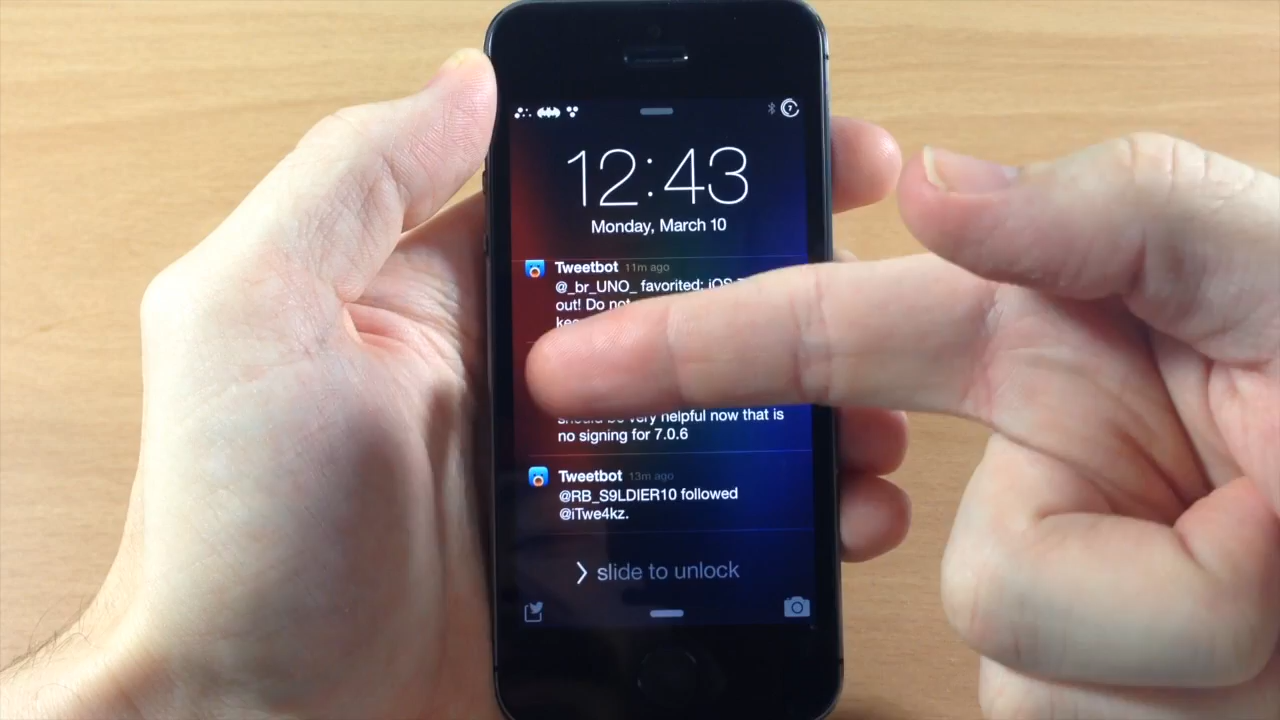 7
12:43
Monday, March 10
Tweetbot 11m ago
@_br_UNO_ favorited: iOS
out! Do not
should be very helpful now that is
no signing for 7.0.6
Tweetbot 13m ago
@RB_S9LDIER10 followed
@iTwe4kz.
slide to unlock